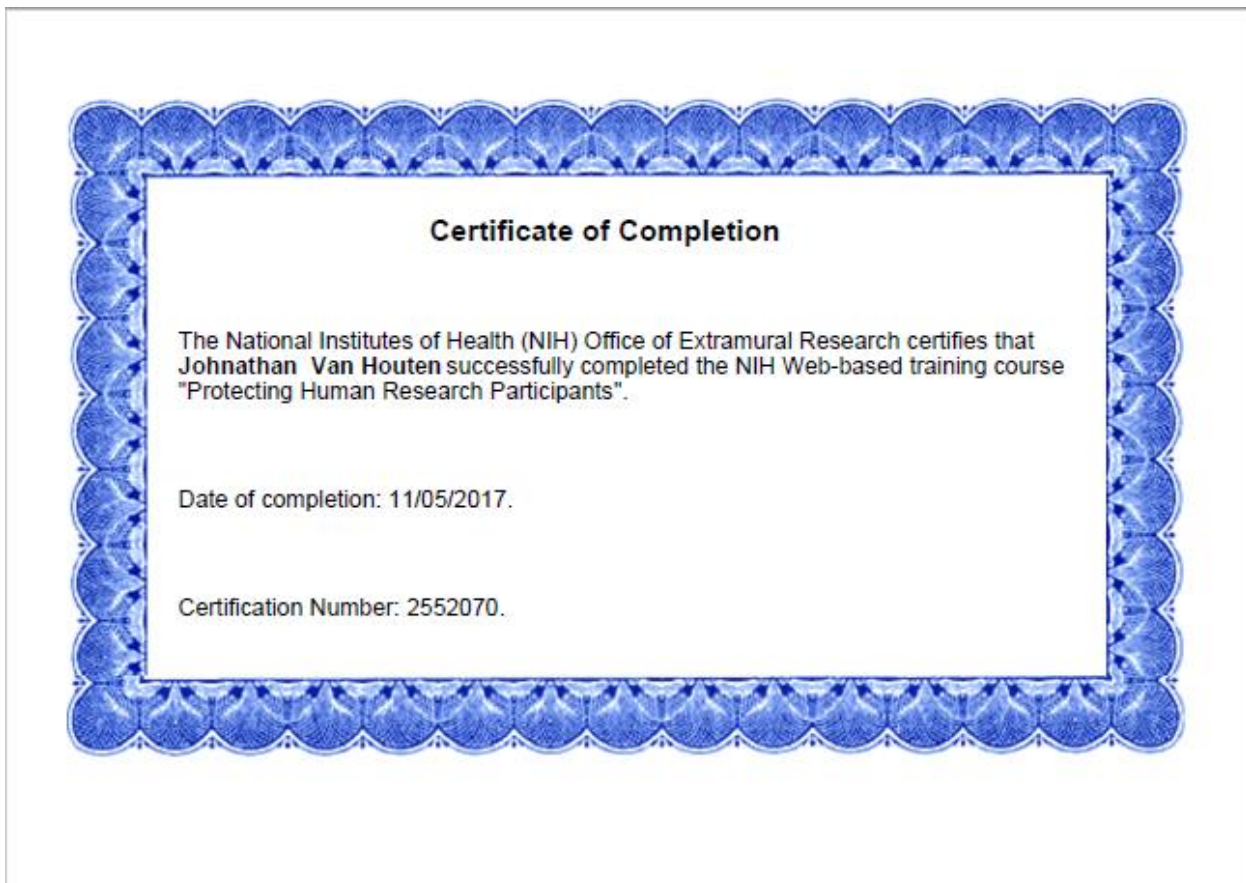 Certificate of Completion
The National Institutes of Health (NIH) Office of Extramural Research certifies that
Johnathan Van Houten successfully completed the NIH Web-based training course
"Protecting Human Research Participants".
Date of completion: 11/05/2017.
Certification Number: 2552070.